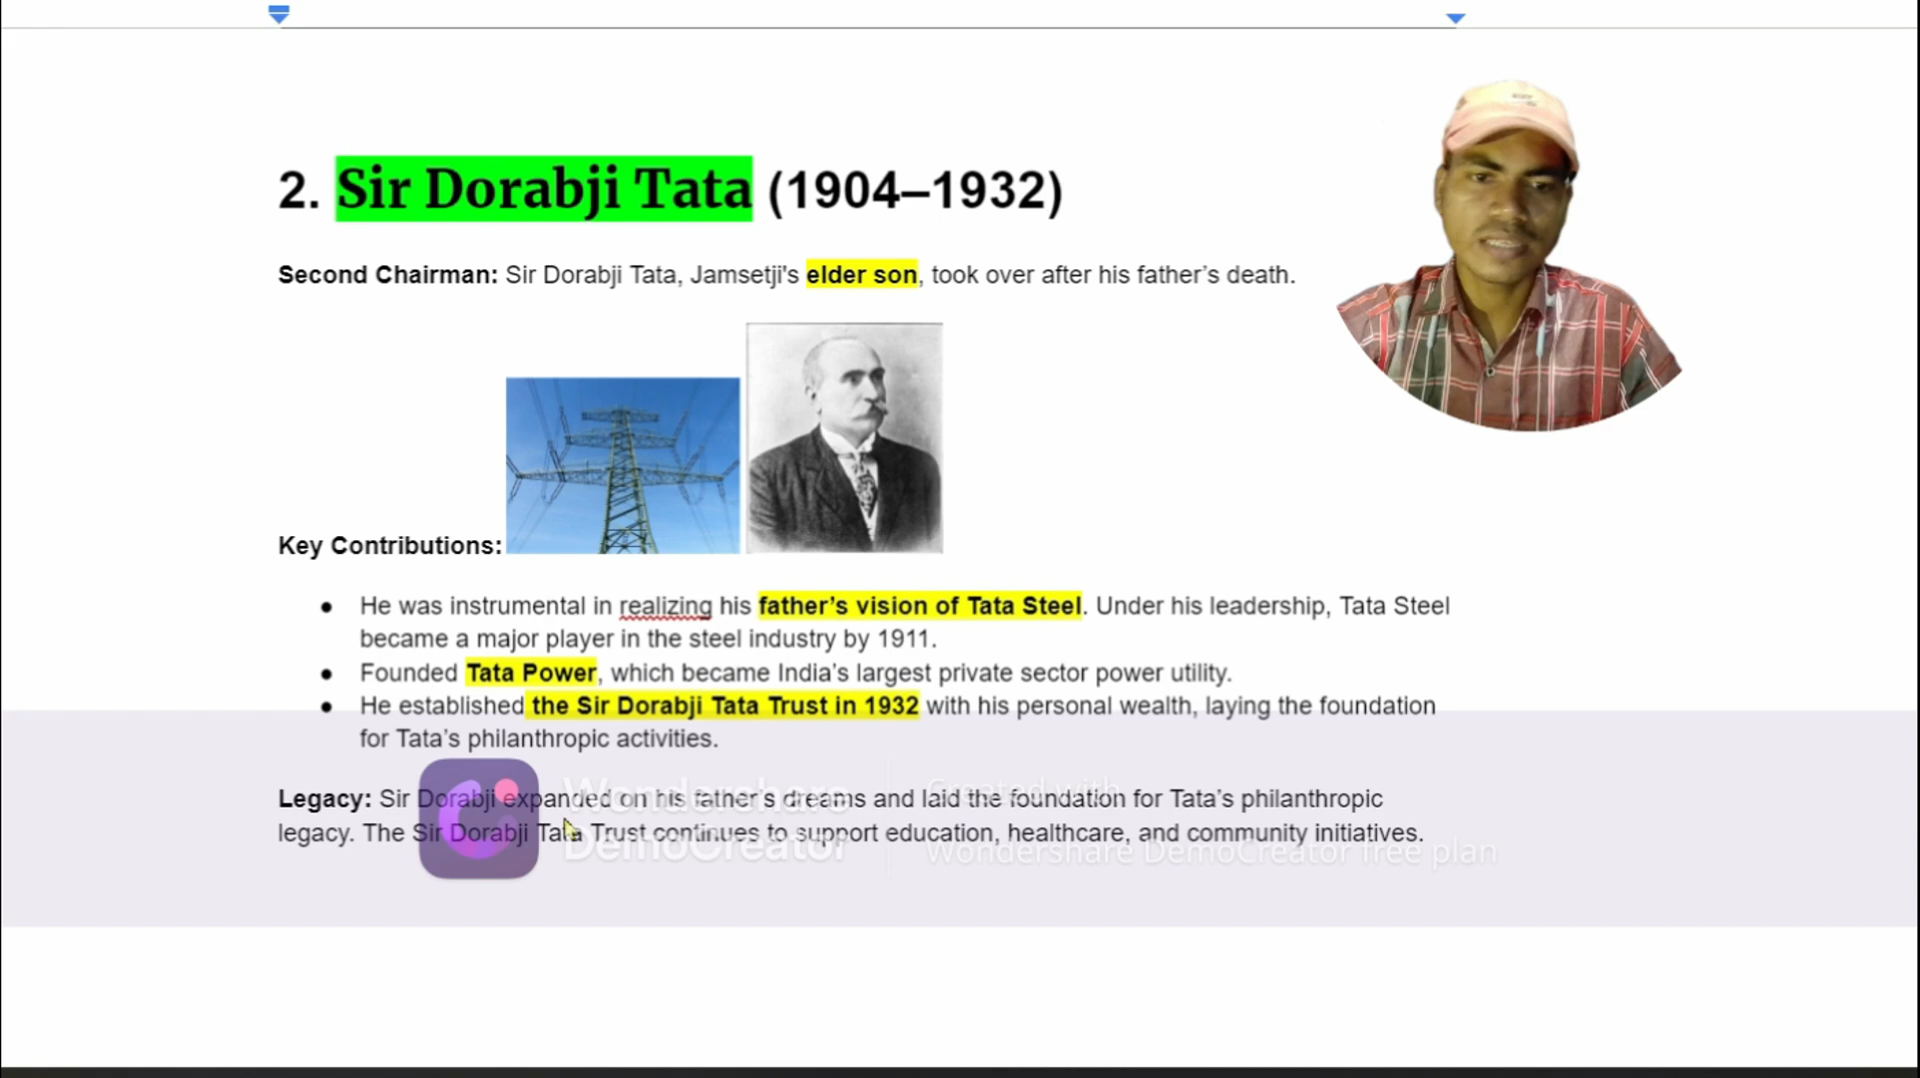 2. Sir Dorabji Tata (1904–1932)
Second Chairman: Sir Dorabji Tata, Jamsetji's elder son, took over after his father’s death.
Key Contributions:
● He was instrumental in realizing his father’s vision of Tata Steel. Under his leadership, Tata Steel
became a major player in the steel industry by 1911.
● Founded Tata Power, which became India’s largest private sector power utility.
● He established the Sir Dorabji Tata Trust in 1932 with his personal wealth, laying the foundation
for Tata’s philanthropic activities.
Legacy: Sir Dorabji expanded on his father’s dreams and laid the foundation for Tata’s philanthropic
legacy. The Sir Dorabji Tata Trust continues to support education, healthcare, and community initiatives.
Wondershare
DemoCreator
Created with
Wondershare DemoCreator free plan